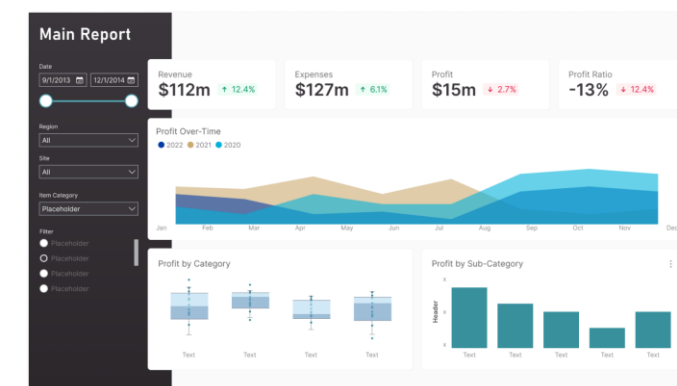 Main Report
Date
9/1/2013 12/1/2014
Region
All
Site
All
Item Category
Placeholder
Filter
Placeholder
Placeholder
Placeholder
Placeholder
Revenue
$112m ↑ 12.4%
Expenses
$127m ↑ 6.1%
Profit
$15m ↓ 2.7%
Profit Ratio
-13% ↓ 12.4%
Profit Over-Time
2022 2021 2020
Jan Feb Mar Apr May Jun Jul Aug Sep Oct Nov Dec
Profit by Category
Text Text Text Text
Profit by Sub-Category
Header
Text Text Text Text Text